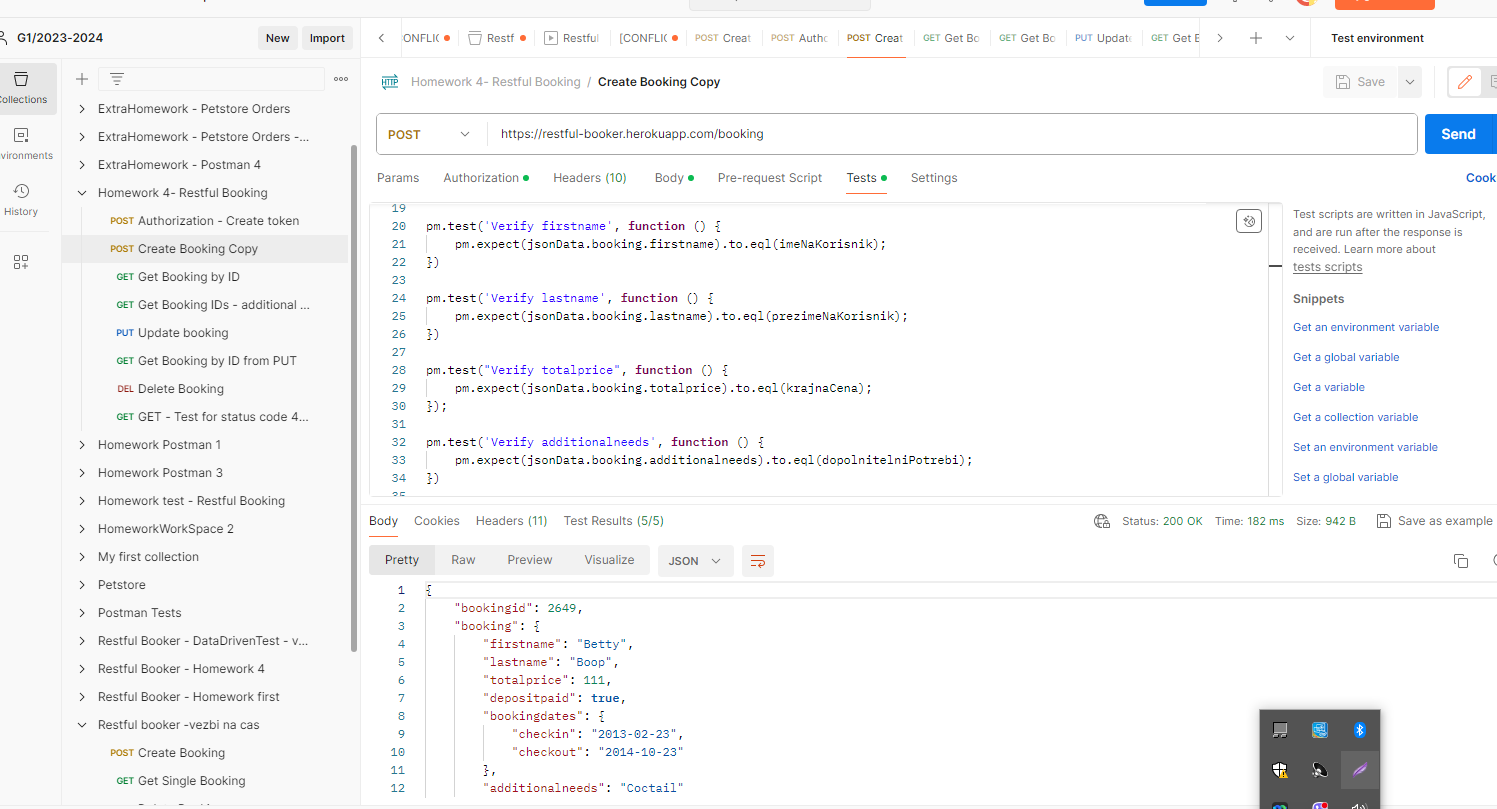 G1/2023-2024
New
Import
ONFLIC
Restf
Restful
[CONFLIC
POST Creat
POST Autho
POST Creat
GET Get Bo
GET Get Bo
PUT Update
GET Get B
Test environment
Collections
Environments
History
ExtraHomework - Petstore Orders
ExtraHomework - Petstore Orders -...
ExtraHomework - Postman 4
Homework 4- Restful Booking
POST Authorization - Create token
POST Create Booking Copy
GET Get Booking by ID
GET Get Booking IDs - additional ...
PUT Update booking
GET Get Booking by ID from PUT
DEL Delete Booking
GET GET - Test for status code 4...
Homework Postman 1
Homework Postman 3
Homework test - Restful Booking
HomeworkWorkSpace 2
My first collection
Petstore
Postman Tests
Restful Booker - DataDrivenTest - v...
Restful Booker - Homework 4
Restful Booker - Homework first
Restful booker -vezbi na cas
POST Create Booking
GET Get Single Booking
HTTP Homework 4- Restful Booking / Create Booking Copy
Save
POST
https://restful-booker.herokuapp.com/booking
Send
Params
Authorization
Headers (10)
Body
Pre-request Script
Tests
Settings
Cook
19
20 pm.test('Verify firstname', function () {
21 pm.expect(jsonData.booking.firstname).to.eql(imeNaKorisnik);
22 })
23
24 pm.test('Verify lastname', function () {
25 pm.expect(jsonData.booking.lastname).to.eql(prezimeNaKorisnik);
26 })
27
28 pm.test("Verify totalprice", function () {
29 pm.expect(jsonData.booking.totalprice).to.eql(krajnaCena);
30 });
31
32 pm.test('Verify additionalneeds', function () {
33 pm.expect(jsonData.booking.additionalneeds).to.eql(dopolnitelniPotrebi);
34 })
35
Test scripts are written in JavaScript,
and are run after the response is
received. Learn more about
tests scripts
Snippets
Get an environment variable
Get a global variable
Get a variable
Get a collection variable
Set an environment variable
Set a global variable
Body
Cookies
Headers (11)
Test Results (5/5)
Status: 200 OK
Time: 182 ms
Size: 942 B
Save as example
Pretty
Raw
Preview
Visualize
JSON
1 {
2 "bookingid": 2649,
3 "booking": {
4 "firstname": "Betty",
5 "lastname": "Boop",
6 "totalprice": 111,
7 "depositpaid": true,
8 "bookingdates": {
9 "checkin": "2013-02-23",
10 "checkout": "2014-10-23"
11 },
12 "additionalneeds": "Coctail"